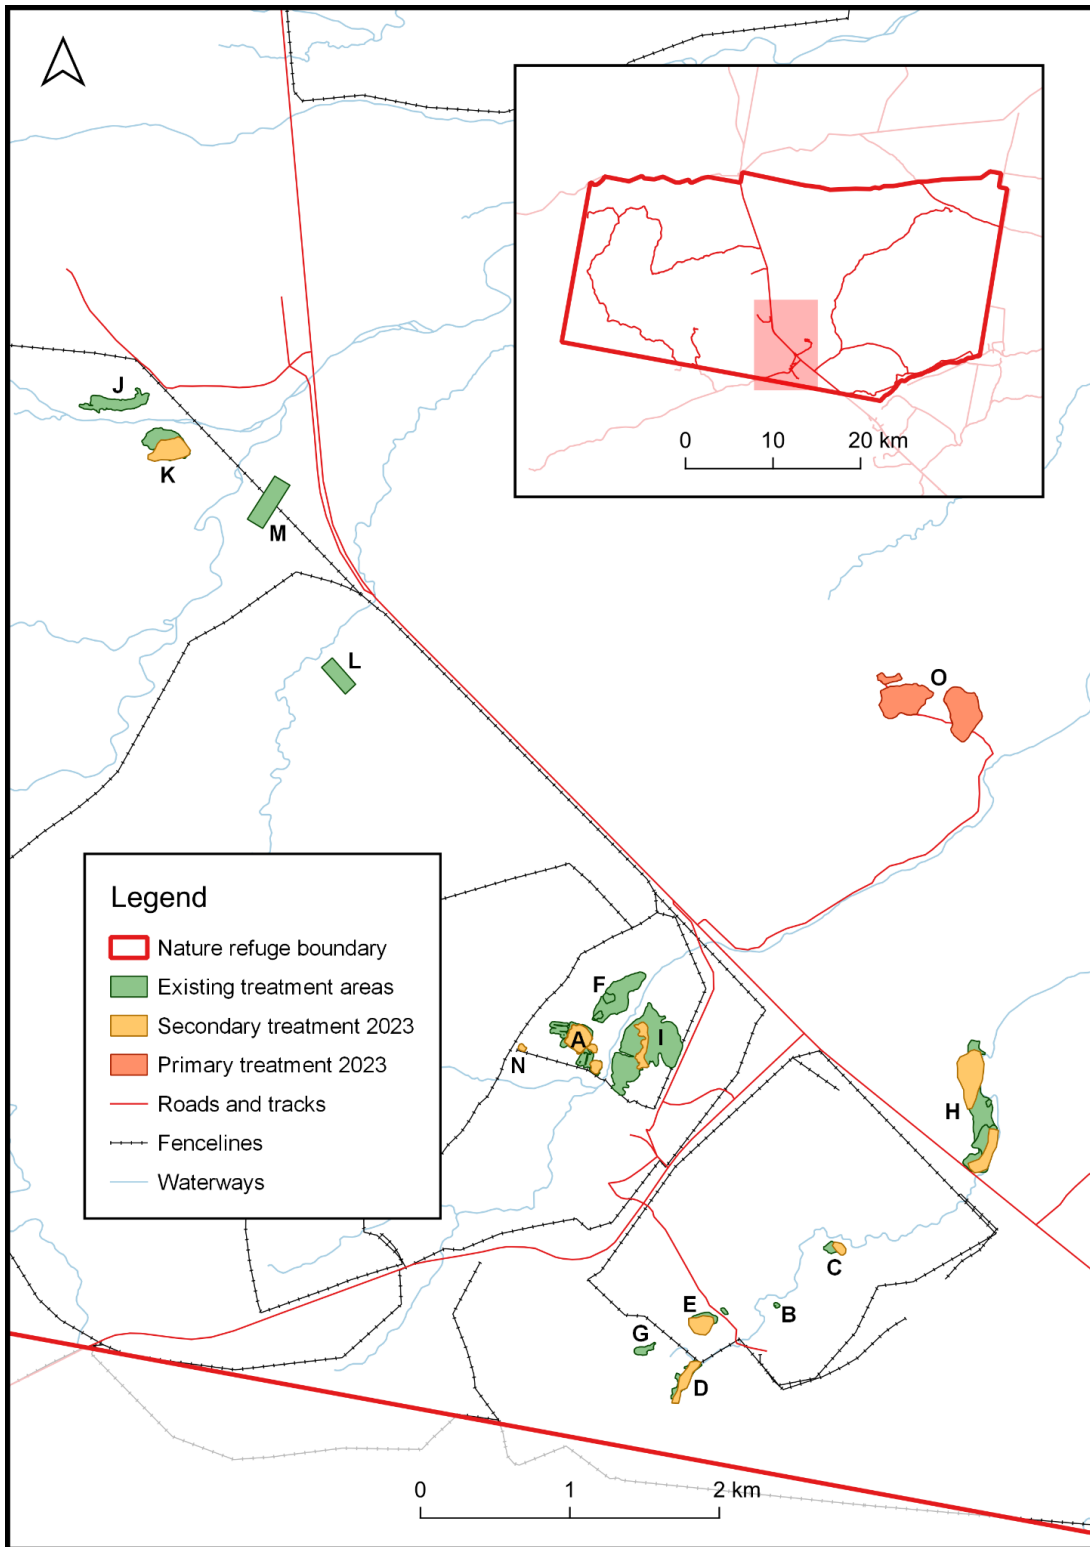 0 10 20 km
J
K
M
L
O
Legend
Nature refuge boundary
Existing treatment areas
Secondary treatment 2023
Primary treatment 2023
Roads and tracks
Fencelines
Waterways
F
A
I
N
H
C
E
B
G
D
0 1 2 km